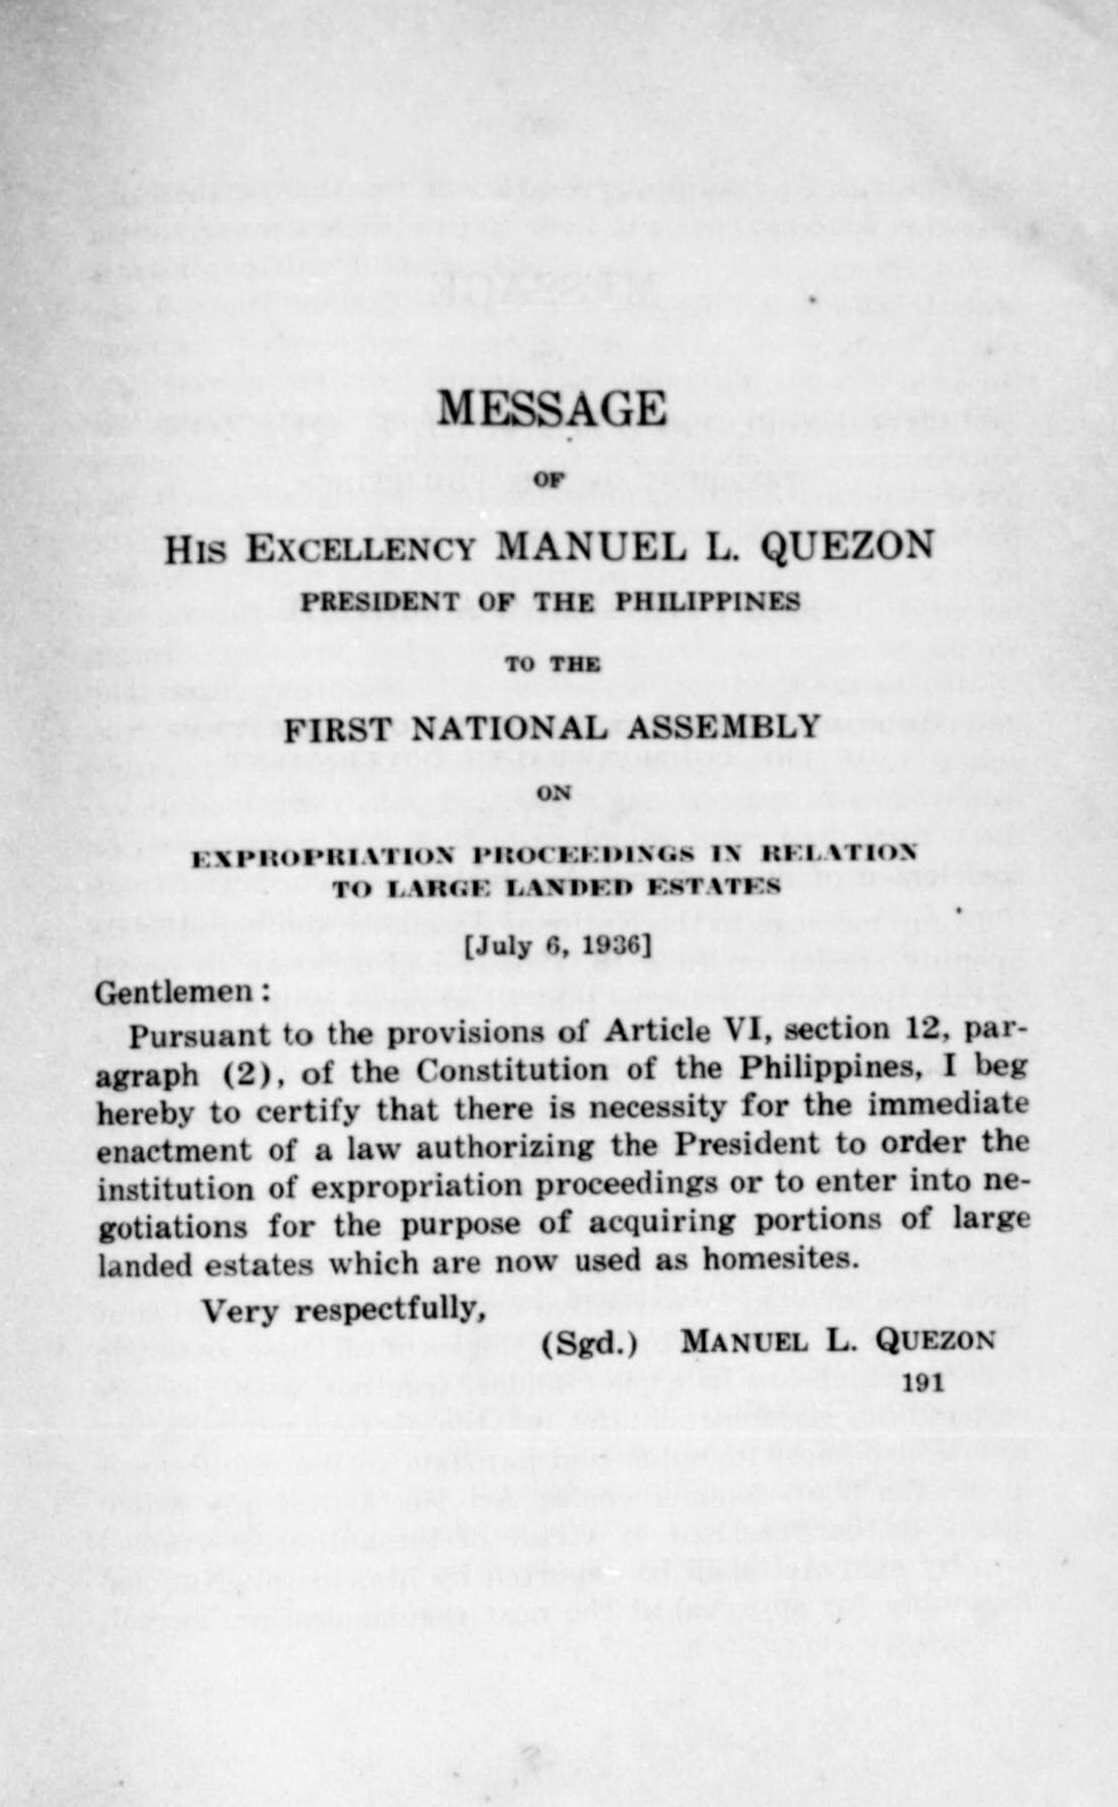 MESSAGE
OF
HIS EXCELLENCY MANUEL L. QUEZON
PRESIDENT OF THE PHILIPPINES
TO THE
FIRST NATIONAL ASSEMBLY
ON
EXPROPRIATION PROCEEDINGS IN RELATION
TO LARGE LANDED ESTATES
[July 6, 1936]
Gentlemen:
Pursuant to the provisions of Article VI, section 12, par-
agraph (2), of the Constitution of the Philippines, I beg
hereby to certify that there is necessity for the immediate
enactment of a law authorizing the President to order the
institution of expropriation proceedings or to enter into ne-
gotiations for the purpose of acquiring portions of large
landed estates which are now used as homesites.
Very respectfully,
(Sgd.) MANUEL L. QUEZON
191